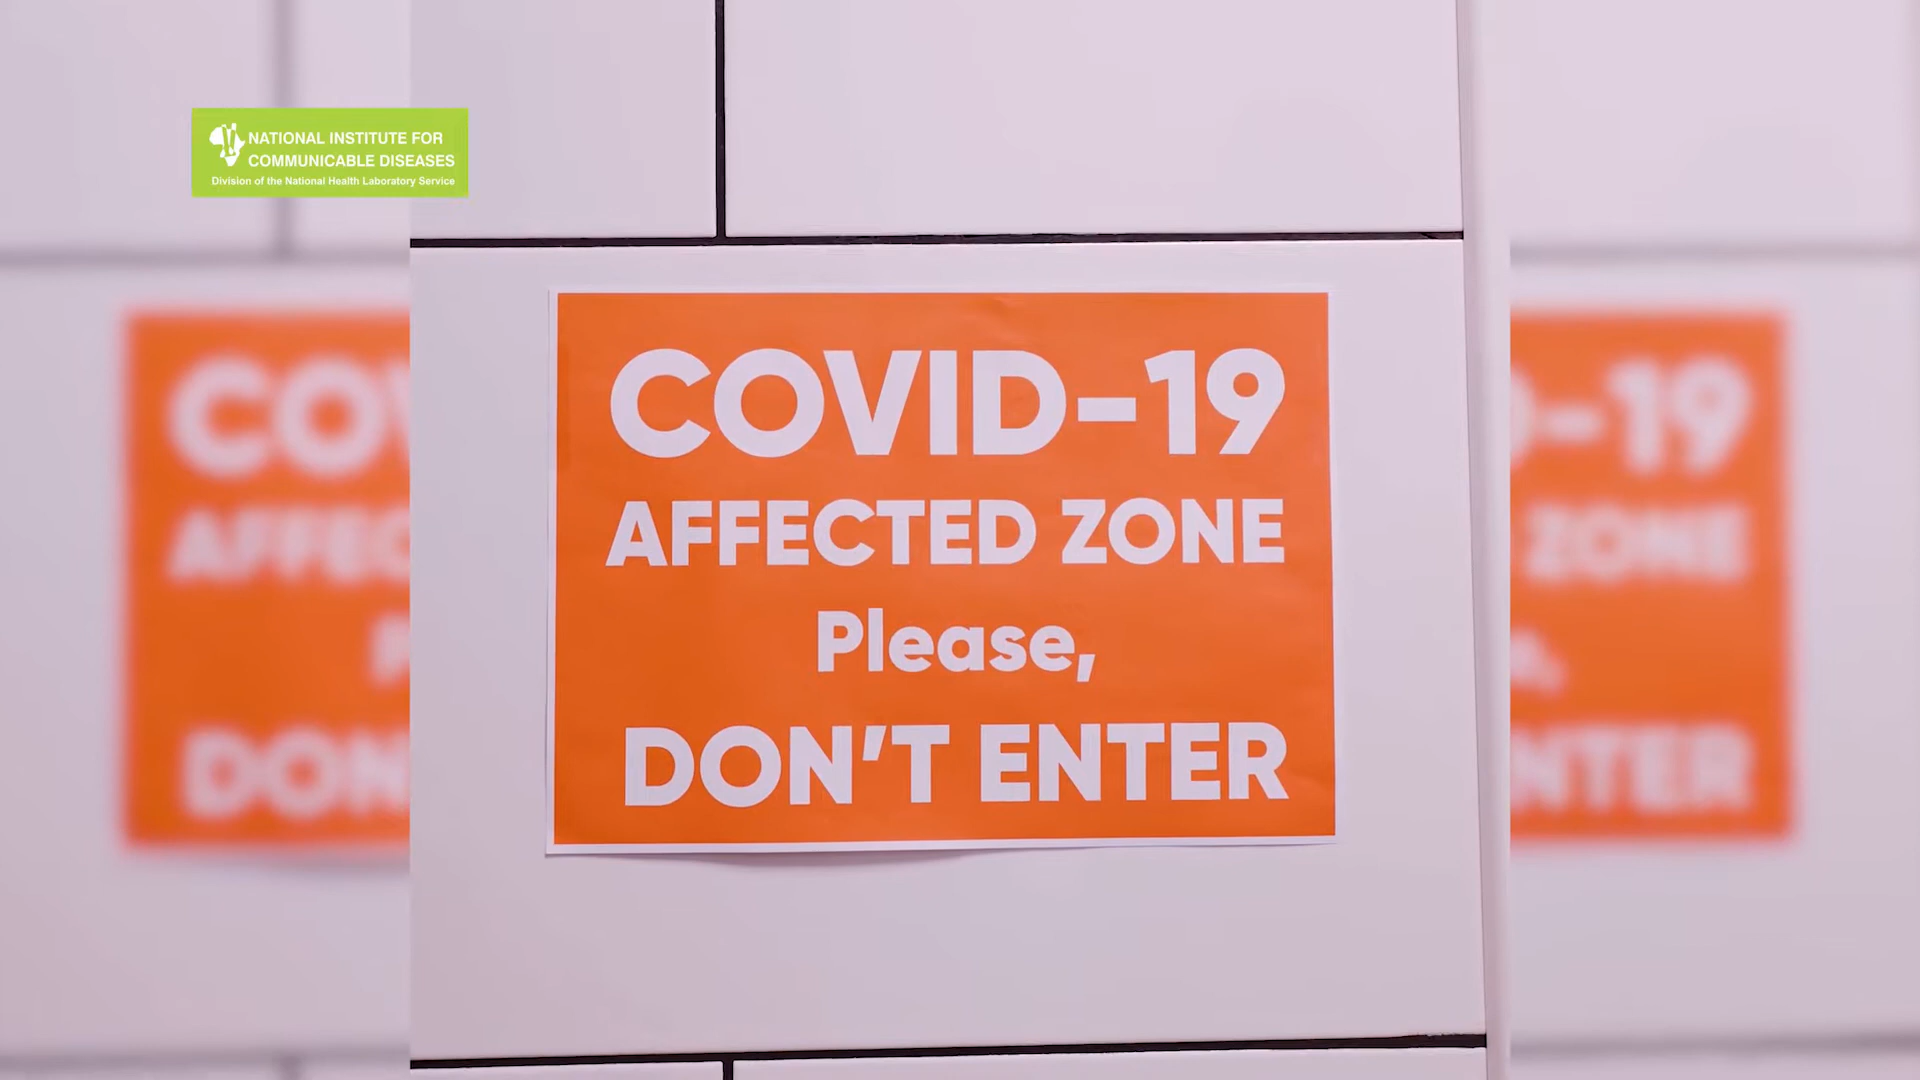 NATIONAL INSTITUTE FOR
COMMUNICABLE DISEASES
Division of the National Health Laboratory Service
COVID-19
AFFECTED ZONE
Please,
DON'T ENTER